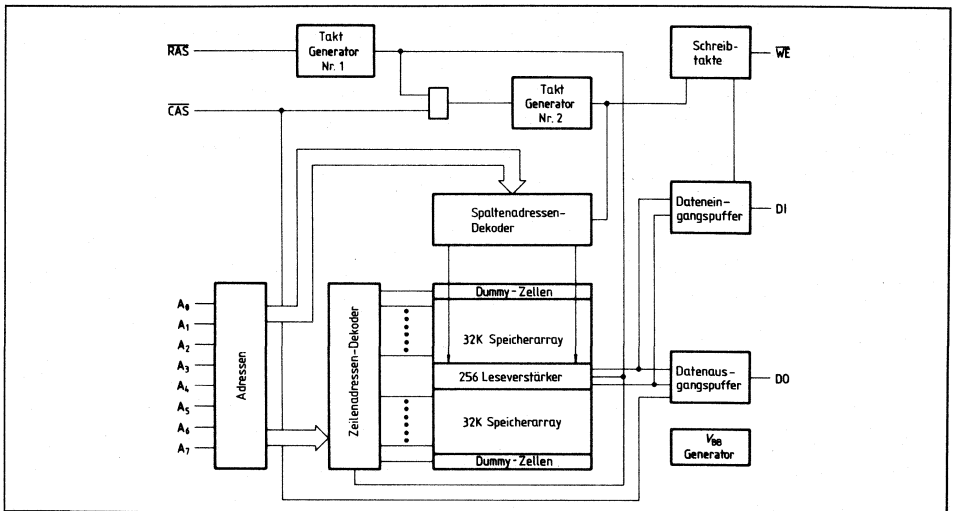 RAS
Takt
Generator
Nr. 1
Schreib-
takte
WE
CAS
Takt
Generator
Nr. 2
Spaltenadressen-
Dekoder
Dateneingangspuffer
DI
A0
A1
A2
A3
A4
A5
A6
A7
Adressen
Zeilenadressen-Dekoder
Dummy-Zellen
32K Speicherarray
256 Leseverstärker
32K Speicherarray
Dummy-Zellen
Datenaus-
gangspuffer
DO
VBB
Generator